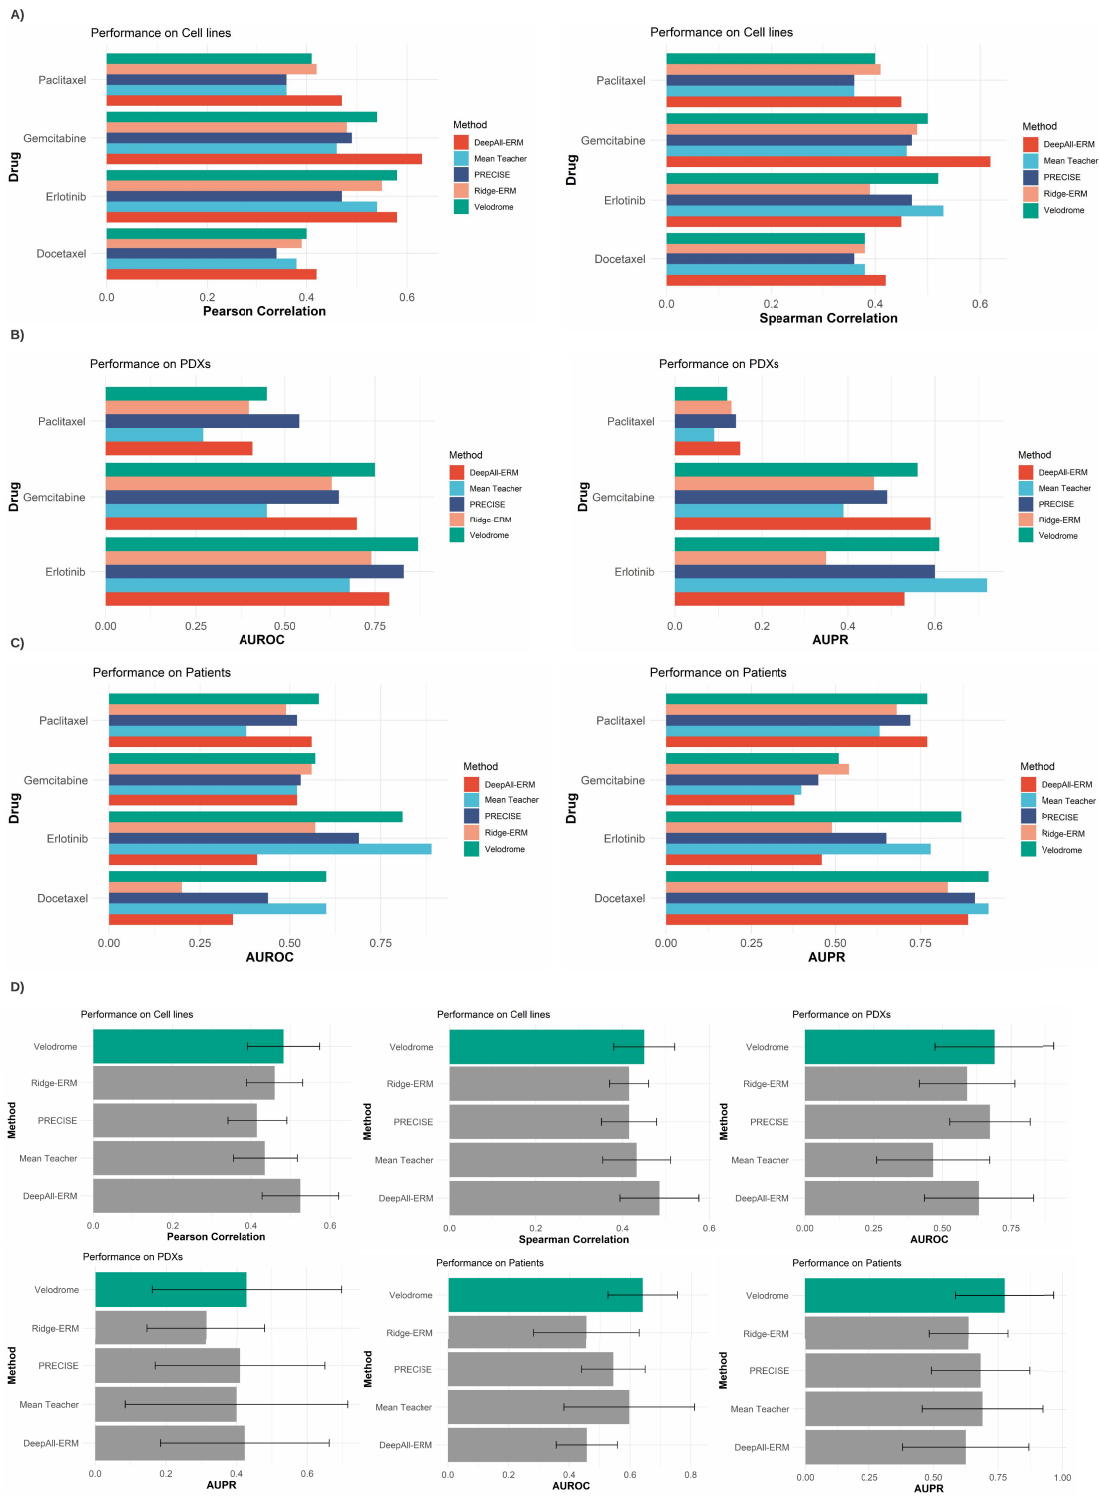 A)
Performance on Cell lines
Drug
Paclitaxel
Gemcitabine
Erlotinib
Docetaxel
0.0 0.2 0.4 0.6
Pearson Correlation
Method
DeepAll-ERM
Mean Teacher
PRECISE
Ridge-ERM
Velodrome
Performance on Cell lines
Drug
Paclitaxel
Gemcitabine
Erlotinib
Docetaxel
0.0 0.2 0.4 0.6
Spearman Correlation
Method
DeepAll-ERM
Mean Teacher
PRECISE
Ridge-ERM
Velodrome
B)
Performance on PDXs
Drug
Paclitaxel
Gemcitabine
Erlotinib
0.00 0.25 0.50 0.75
AUROC
Method
DeepAll-ERM
Mean Teacher
PRECISE
Ridge-ERM
Velodrome
Performance on PDXs
Drug
Paclitaxel
Gemcitabine
Erlotinib
0.0 0.2 0.4 0.6
AUPR
Method
DeepAll-ERM
Mean Teacher
PRECISE
Ridge-ERM
Velodrome
C)
Performance on Patients
Drug
Paclitaxel
Gemcitabine
Erlotinib
Docetaxel
0.00 0.25 0.50 0.75
AUROC
Method
DeepAll-ERM
Mean Teacher
PRECISE
Ridge-ERM
Velodrome
Performance on Patients
Drug
Paclitaxel
Gemcitabine
Erlotinib
Docetaxel
0.00 0.25 0.50 0.75
AUPR
Method
DeepAll-ERM
Mean Teacher
PRECISE
Ridge-ERM
Velodrome
D)
Performance on Cell lines
Method
Velodrome
Ridge-ERM
PRECISE
Mean Teacher
DeepAll-ERM
0.0 0.2 0.4 0.6
Pearson Correlation
Performance on Cell lines
Method
Velodrome
Ridge-ERM
PRECISE
Mean Teacher
DeepAll-ERM
0.0 0.2 0.4 0.6
Spearman Correlation
Performance on PDXs
Method
Velodrome
Ridge-ERM
PRECISE
Mean Teacher
DeepAll-ERM
0.00 0.25 0.50 0.75
AUROC
Performance on PDXs
Method
Velodrome
Ridge-ERM
PRECISE
Mean Teacher
DeepAll-ERM
0.0 0.2 0.4 0.6
AUPR
Performance on Patients
Method
Velodrome
Ridge-ERM
PRECISE
Mean Teacher
DeepAll-ERM
0.0 0.2 0.4 0.6 0.8
AUROC
Performance on Patients
Method
Velodrome
Ridge-ERM
PRECISE
Mean Teacher
DeepAll-ERM
0.00 0.25 0.50 0.75 1.00
AUPR